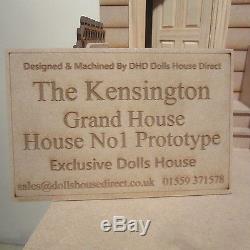 Designed & Machined By DHD Dolls House Direct
The Kensington
Grand House
House No1 Prototype
Exclusive Dolls House
sales@dollshousedirect.co.uk 01559 371578